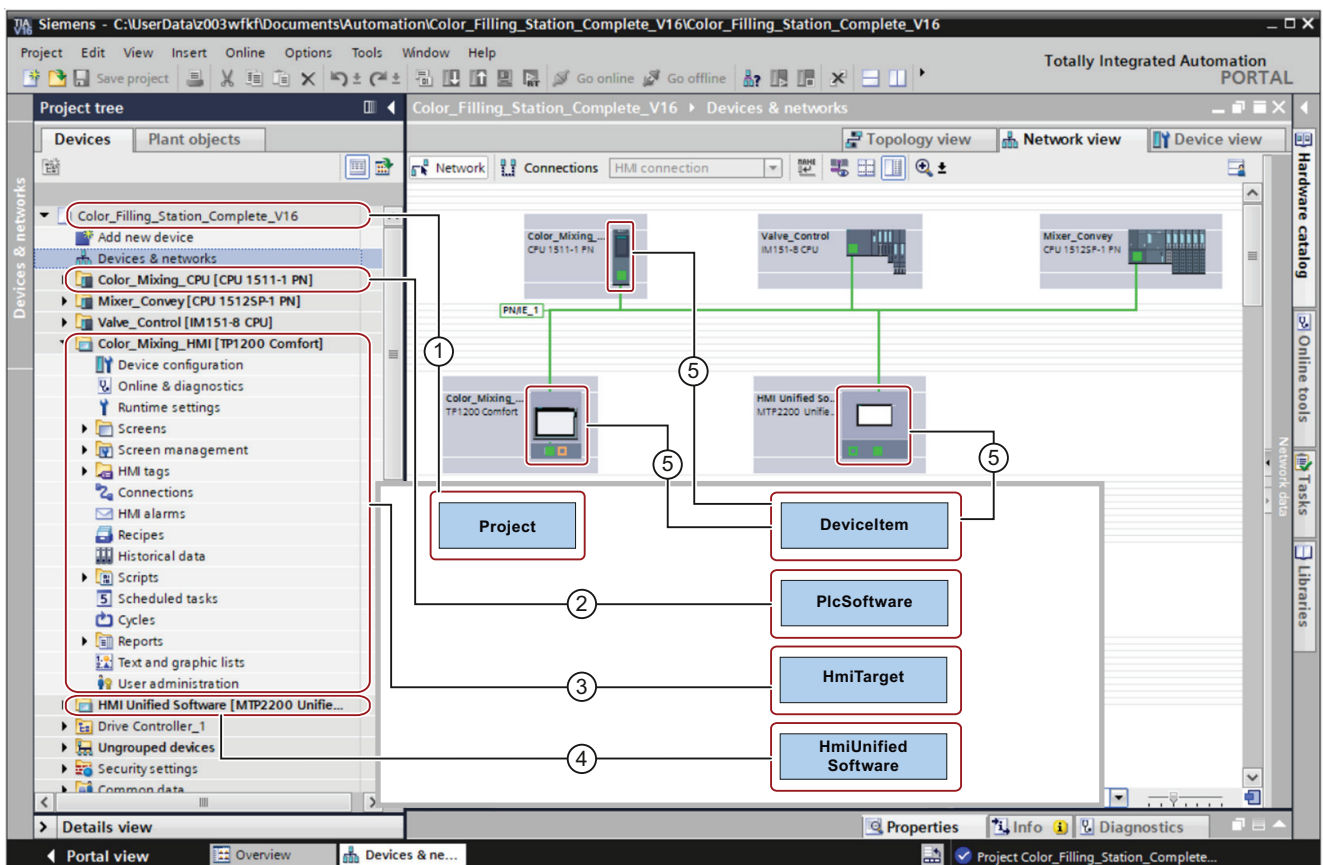 Siemens - C:\UserData\z003wfkf\Documents\Automation\Color_Filling_Station_Complete_V16\Color_Filling_Station_Complete_V16
Project Edit View Insert Online Options Tools Window Help
Totally Integrated Automation
PORTAL
Save project
Go online
Go offline
Project tree
Color_Filling_Station_Complete_V16 Devices & networks
Devices
Plant objects
Topology view
Network view
Device view
Network
Connections
HMI connection
Devices & networks
Color_Filling_Station_Complete_V16
Add new device
Devices & networks
Color_Mixing_CPU [CPU 1511-1 PN]
Mixer_Convey [CPU 1512SP-1 PN]
Valve_Control [IM151-8 CPU]
Color_Mixing_HMI [TP1200 Comfort]
Device configuration
Online & diagnostics
Runtime settings
Screens
Screen management
HMI tags
Connections
HMI alarms
Recipes
Historical data
Scripts
Scheduled tasks
Cycles
Reports
Text and graphic lists
User administration
HMI Unified Software [MTP2200 Unifie...
Drive Controller_1
Ungrouped devices
Security settings
Common data
Details view
Color_Mixing_...
CPU 1511-1 PN
Valve_Control
IM151-8 CPU
Mixer_Convey
CPU 1512SP-1 PN
PN/IE_1
1
5
Color_Mixing_...
TP1200 Comfort
HMI Unified So...
MTP2200 Unifie...
5
5
Project
DeviceItem
2
PlcSoftware
3
HmiTarget
4
HmiUnified
Software
Hardware catalog
Online tools
Tasks
Libraries
Network data
Properties
Info
Diagnostics
Portal view
Overview
Devices & ne...
Project Color_Filling_Station_Complete...